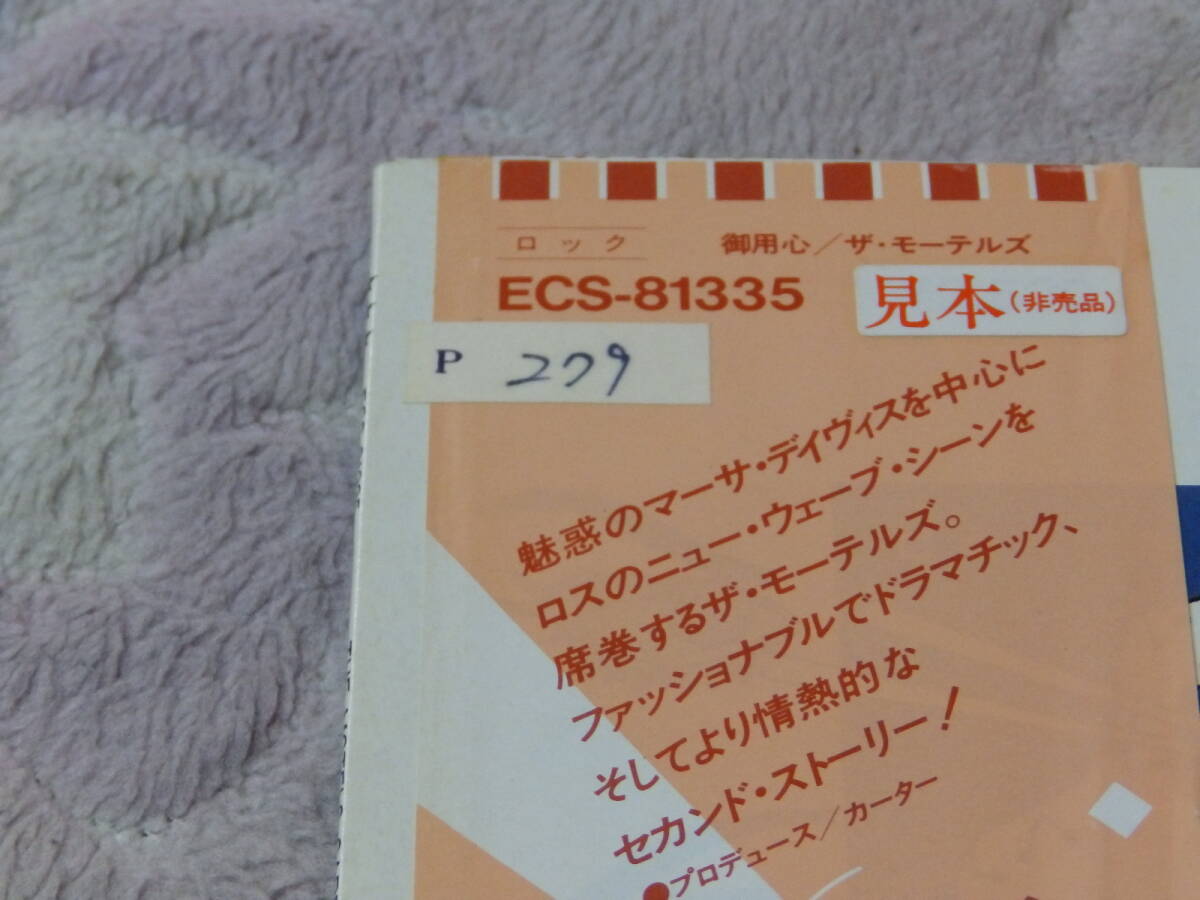 ロック
御用心／ザ・モーテルズ
ECS-81335
見本(非売品)
P 279
魅惑のマーサ・デイヴィスを中心に
ロスのニュー・ウェーブ・シーンを
席巻するザ・モーテルズ。
ファッショナブルでドラマチック、
そしてより情熱的な
セカンド・ストーリー！
●プロデュース／カーター